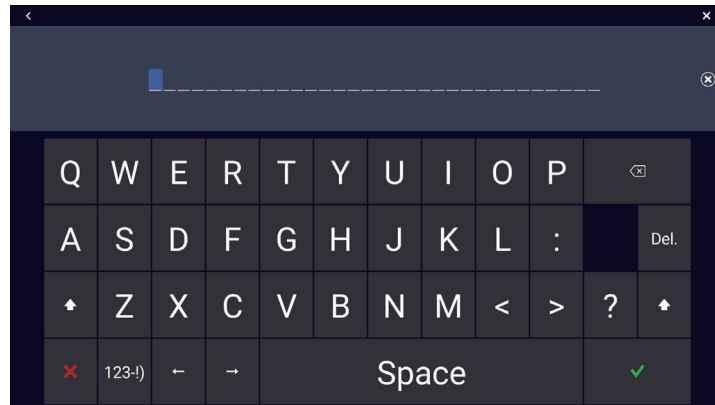 Q W E R T Y U I O P
A S D F G H J K L : Del.
Z X C V B N M < > ?
123-!) ← → Space